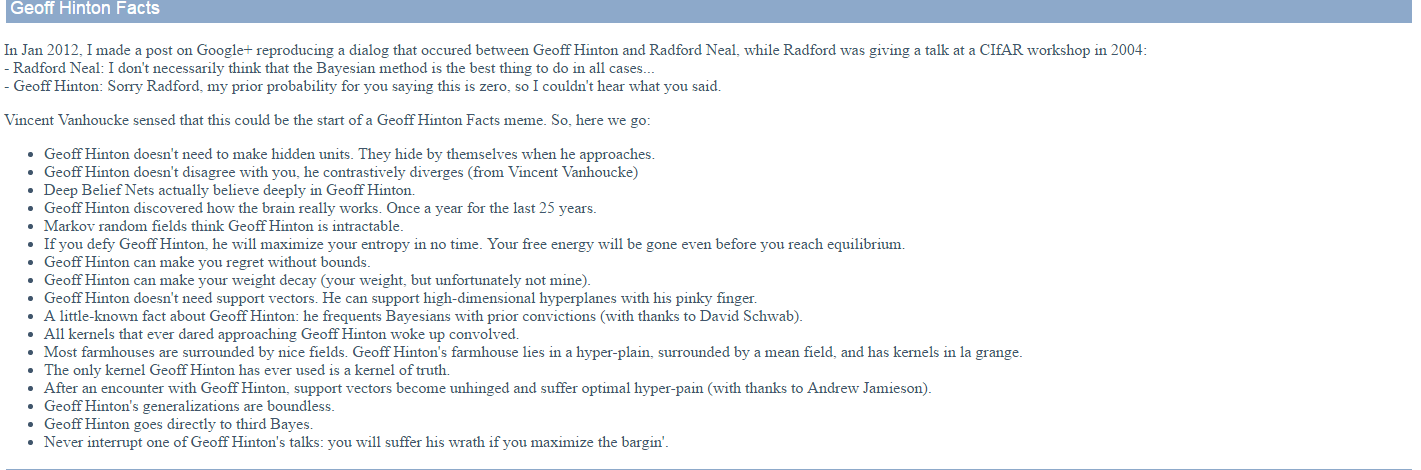 Geoff Hinton Facts
In Jan 2012, I made a post on Google+ reproducing a dialog that occured between Geoff Hinton and Radford Neal, while Radford was giving a talk at a CIfAR workshop in 2004:
- Radford Neal: I don't necessarily think that the Bayesian method is the best thing to do in all cases...
- Geoff Hinton: Sorry Radford, my prior probability for you saying this is zero, so I couldn't hear what you said.
Vincent Vanhoucke sensed that this could be the start of a Geoff Hinton Facts meme. So, here we go:
• Geoff Hinton doesn't need to make hidden units. They hide by themselves when he approaches.
• Geoff Hinton doesn't disagree with you, he contrastively diverges (from Vincent Vanhoucke)
• Deep Belief Nets actually believe deeply in Geoff Hinton.
• Geoff Hinton discovered how the brain really works. Once a year for the last 25 years.
• Markov random fields think Geoff Hinton is intractable.
• If you defy Geoff Hinton, he will maximize your entropy in no time. Your free energy will be gone even before you reach equilibrium.
• Geoff Hinton can make you regret without bounds.
• Geoff Hinton can make your weight decay (your weight, but unfortunately not mine).
• Geoff Hinton doesn't need support vectors. He can support high-dimensional hyperplanes with his pinky finger.
• A little-known fact about Geoff Hinton: he frequents Bayesians with prior convictions (with thanks to David Schwab).
• All kernels that ever dared approaching Geoff Hinton woke up convolved.
• Most farmhouses are surrounded by nice fields. Geoff Hinton's farmhouse lies in a hyper-plain, surrounded by a mean field, and has kernels in la grange.
• The only kernel Geoff Hinton has ever used is a kernel of truth.
• After an encounter with Geoff Hinton, support vectors become unhinged and suffer optimal hyper-pain (with thanks to Andrew Jamieson).
• Geoff Hinton's generalizations are boundless.
• Geoff Hinton goes directly to third Bayes.
• Never interrupt one of Geoff Hinton's talks: you will suffer his wrath if you maximize the bargin'.